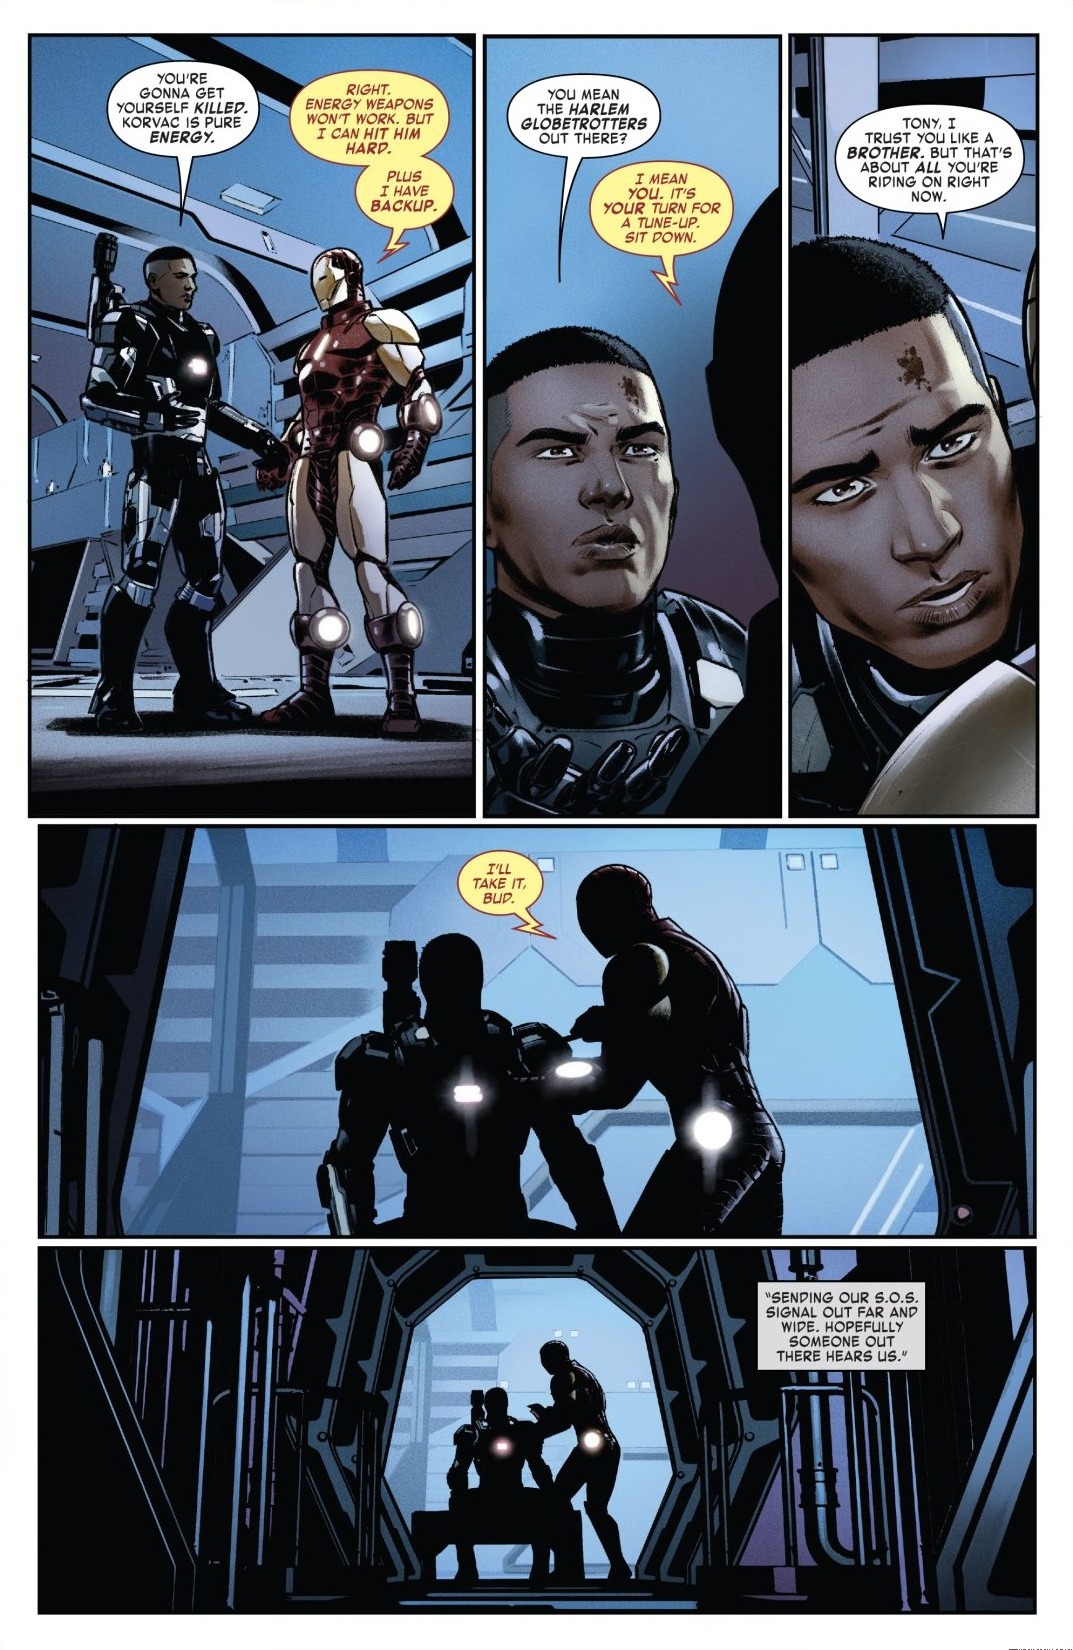 YOU'RE
GONNA GET
YOURSELF KILLED.
KORVAC IS PURE
ENERGY.
RIGHT.
ENERGY WEAPONS
WON'T WORK. BUT
I CAN HIT HIM
HARD.
PLUS
I HAVE
BACKUP.
YOU MEAN
THE HARLEM
GLOBETROTTERS
OUT THERE?
I MEAN
YOU. IT'S
YOUR TURN FOR
A TUNE-UP.
SIT DOWN.
TONY, I
TRUST YOU LIKE A
BROTHER. BUT THAT'S
ABOUT ALL YOU'RE
RIDING ON RIGHT
NOW.
I'LL
TAKE IT,
BUD.
"SENDING OUR S.O.S.
SIGNAL OUT FAR AND
WIDE. HOPEFULLY
SOMEONE OUT
THERE HEARS US."